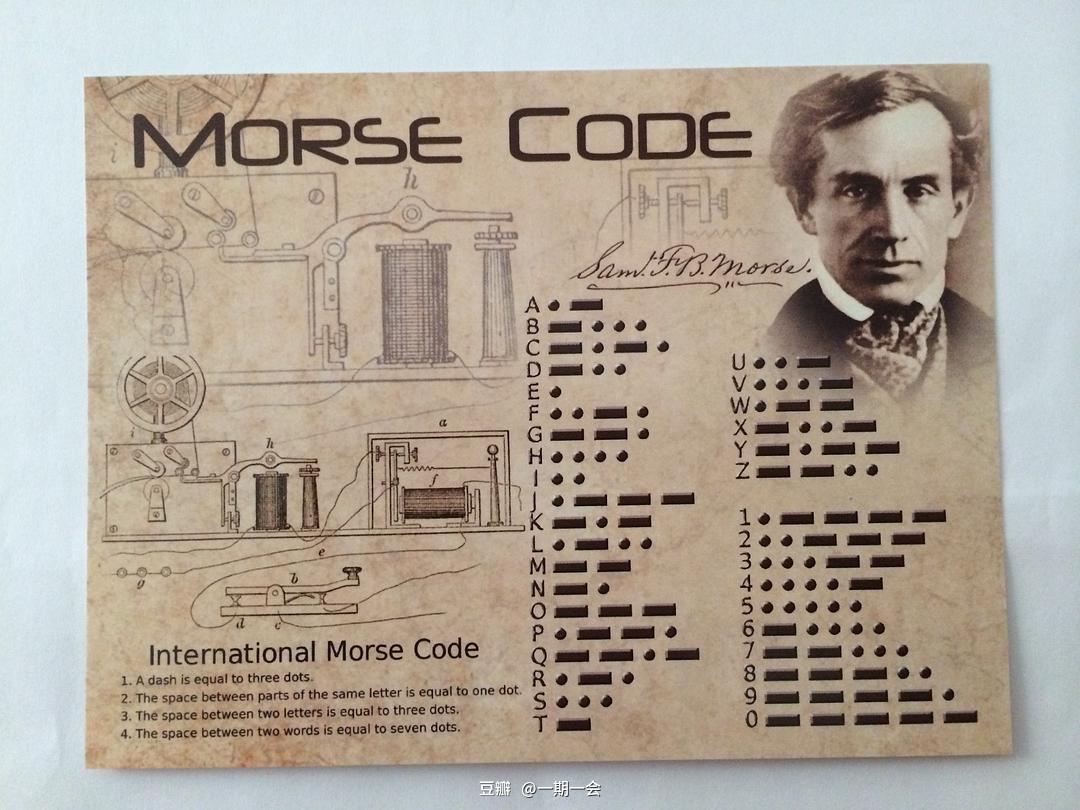 MORSE CODE
i
h
Saml. F. B. Morse.
A ● ▬
B ▬ ● ● ●
C ▬ ● ▬ ●
D ▬ ● ●
E ●
F ● ● ▬ ●
G ▬ ▬ ●
H ● ● ● ●
I ● ●
J ● ▬ ▬ ▬
K ▬ ● ▬
L ● ▬ ● ●
M ▬ ▬
N ▬ ●
O ▬ ▬ ▬
P ● ▬ ▬ ●
Q ▬ ▬ ● ▬
R ● ▬ ●
S ● ● ●
T ▬
U ● ● ▬
V ● ● ● ▬
W ● ▬ ▬
X ▬ ● ● ▬
Y ▬ ● ▬ ▬
Z ▬ ▬ ● ●
1 ● ▬ ▬ ▬ ▬
2 ● ● ▬ ▬ ▬
3 ● ● ● ▬ ▬
4 ● ● ● ● ▬
5 ● ● ● ● ●
6 ▬ ● ● ● ●
7 ▬ ▬ ● ● ●
8 ▬ ▬ ▬ ● ●
9 ▬ ▬ ▬ ▬ ●
0 ▬ ▬ ▬ ▬ ▬
a
i
h
f
e
g
b
d
c
International Morse Code
1. A dash is equal to three dots.
2. The space between parts of the same letter is equal to one dot.
3. The space between two letters is equal to three dots.
4. The space between two words is equal to seven dots.
豆瓣 @一期一会